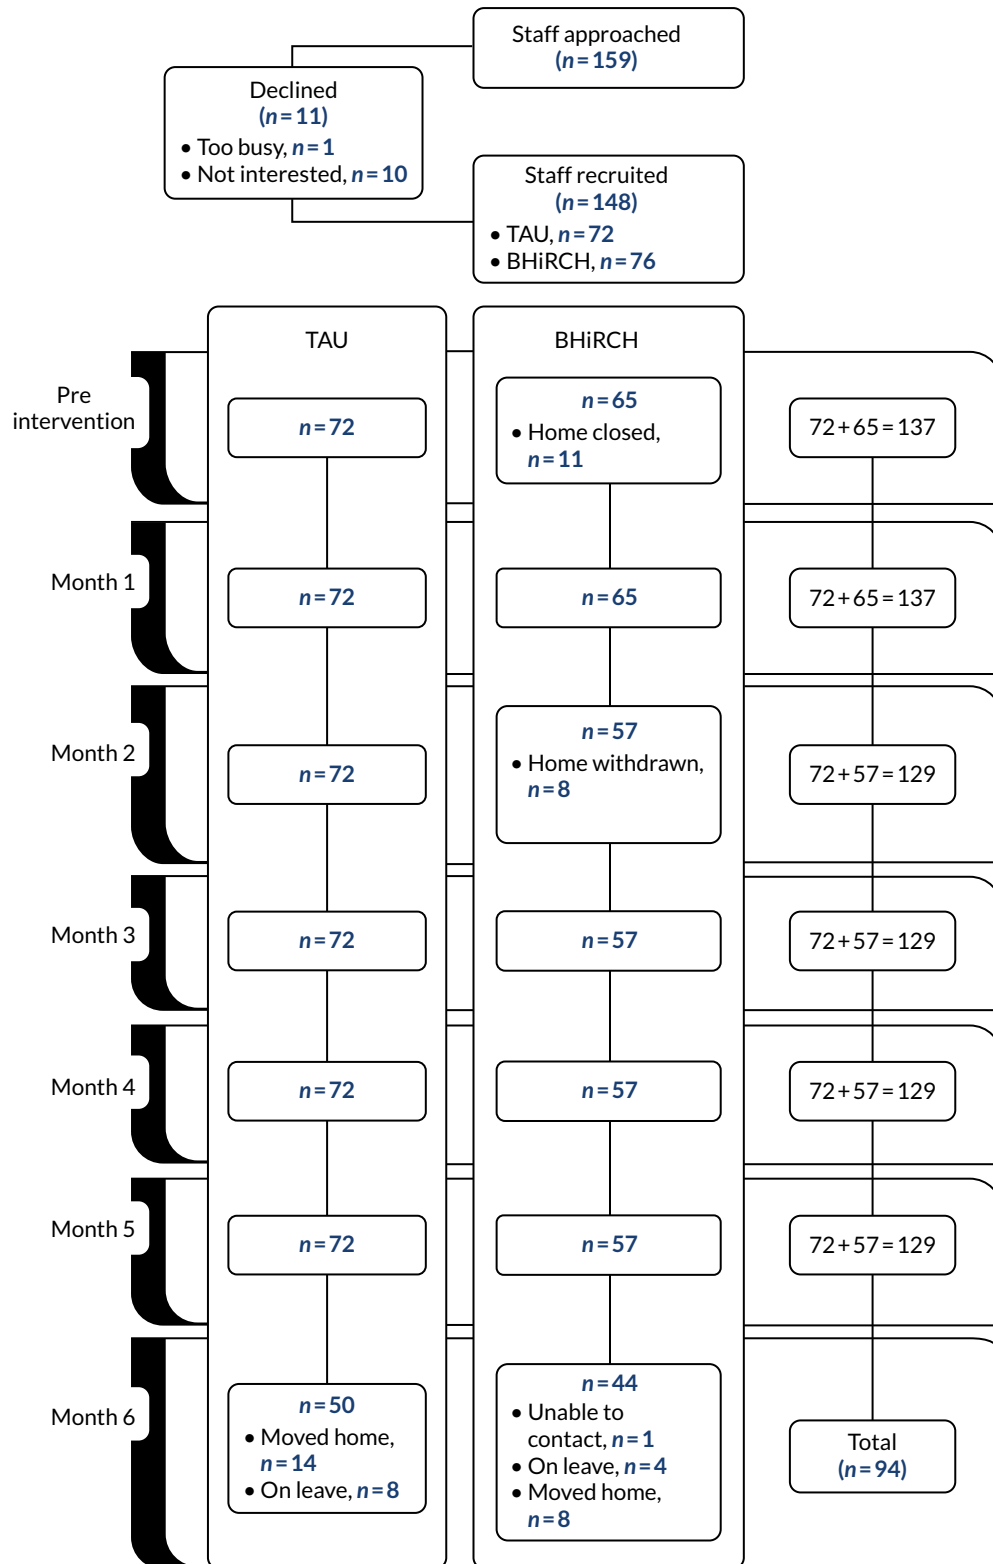 Staff approached
(n=159)
Declined
(n=11)
• Too busy, n=1
• Not interested, n=10
Staff recruited
(n=148)
• TAU, n=72
• BHiRCH, n=76
TAU
BHiRCH
Pre
intervention
n=72
n=65
• Home closed,
n=11
72+65=137
Month 1
n=72
n=65
72+65=137
Month 2
n=72
n=57
• Home withdrawn,
n=8
72+57=129
Month 3
n=72
n=57
72+57=129
Month 4
n=72
n=57
72+57=129
Month 5
n=72
n=57
72+57=129
Month 6
n=50
• Moved home,
n=14
• On leave, n=8
n=44
• Unable to
contact, n=1
• On leave, n=4
• Moved home,
n=8
Total
(n=94)